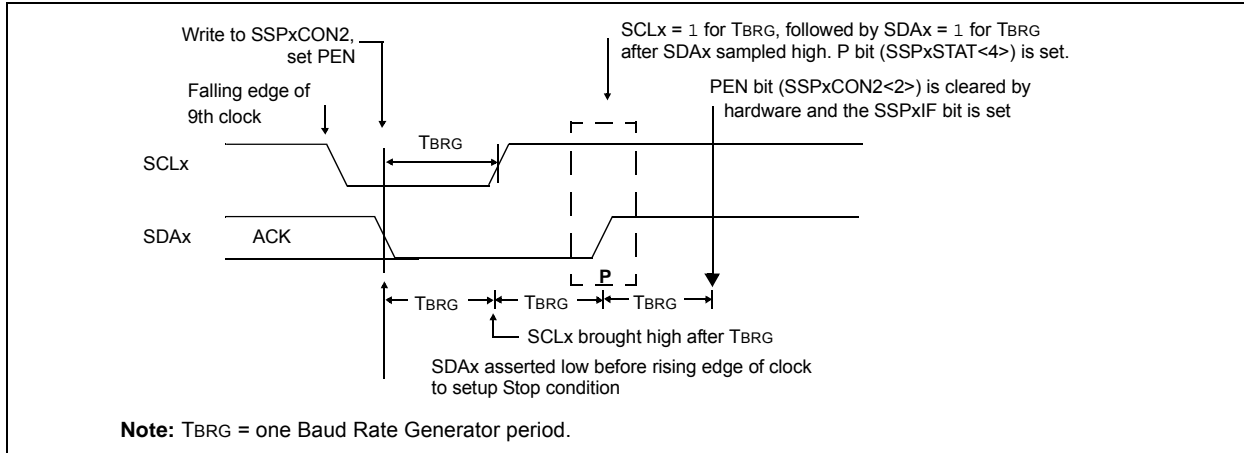 Write to SSPxCON2,
set PEN
SCLx = 1 for TBRG, followed by SDAx = 1 for TBRG
after SDAx sampled high. P bit (SSPxSTAT<4>) is set.
Falling edge of
9th clock
PEN bit (SSPxCON2<2>) is cleared by
hardware and the SSPxIF bit is set
TBRG
SCLx
SDAx
ACK
P
TBRG
TBRG
TBRG
SCLx brought high after TBRG
SDAx asserted low before rising edge of clock
to setup Stop condition
Note: TBRG = one Baud Rate Generator period.